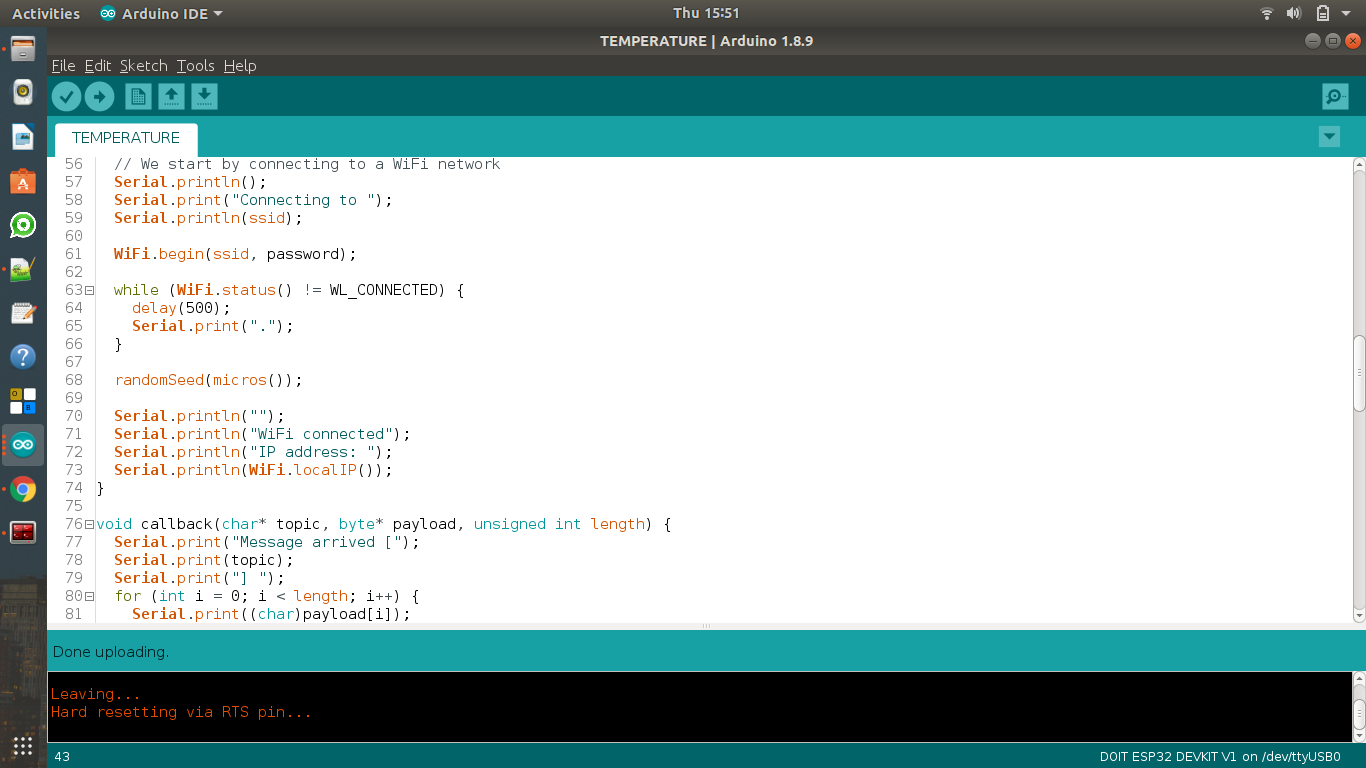 Activities Arduino IDE Thu 15:51
TEMPERATURE | Arduino 1.8.9
File Edit Sketch Tools Help
TEMPERATURE
56 // We start by connecting to a WiFi network
57 Serial.println();
58 Serial.print("Connecting to ");
59 Serial.println(ssid);
60
61 WiFi.begin(ssid, password);
62
63 while (WiFi.status() != WL_CONNECTED) {
64 delay(500);
65 Serial.print(".");
66 }
67
68 randomSeed(micros());
69
70 Serial.println("");
71 Serial.println("WiFi connected");
72 Serial.println("IP address: ");
73 Serial.println(WiFi.localIP());
74 }
75
76 void callback(char* topic, byte* payload, unsigned int length) {
77 Serial.print("Message arrived [");
78 Serial.print(topic);
79 Serial.print("] ");
80 for (int i = 0; i < length; i++) {
81 Serial.print((char)payload[i]);
Done uploading.
Leaving...
Hard resetting via RTS pin...
43 DOIT ESP32 DEVKIT V1 on /dev/ttyUSB0